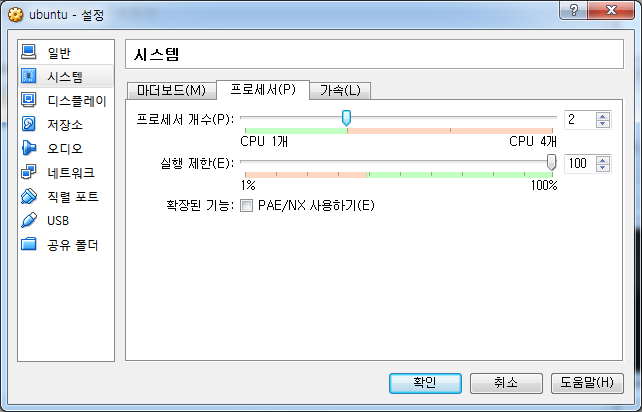 ubuntu - 설정
일반
시스템
디스플레이
저장소
오디오
네트워크
직렬 포트
USB
공유 폴더
시스템
마더보드(M) 프로세서(P) 가속(L)
프로세서 개수(P): 2
CPU 1개 CPU 4개
실행 제한(E): 100
1% 100%
확장된 기능: PAE/NX 사용하기(E)
확인 취소 도움말(H)